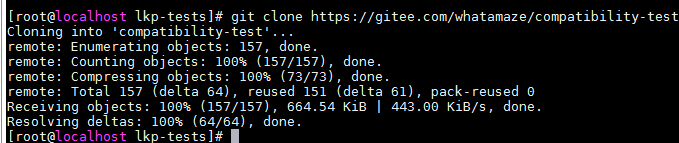 [root@localhost lkp-tests]# git clone https://gitee.com/whatamaze/compatibility-test
Cloning into 'compatibility-test'...
remote: Enumerating objects: 157, done.
remote: Counting objects: 100% (157/157), done.
remote: Compressing objects: 100% (73/73), done.
remote: Total 157 (delta 64), reused 151 (delta 61), pack-reused 0
Receiving objects: 100% (157/157), 664.54 KiB | 443.00 KiB/s, done.
Resolving deltas: 100% (64/64), done.
[root@localhost lkp-tests]#